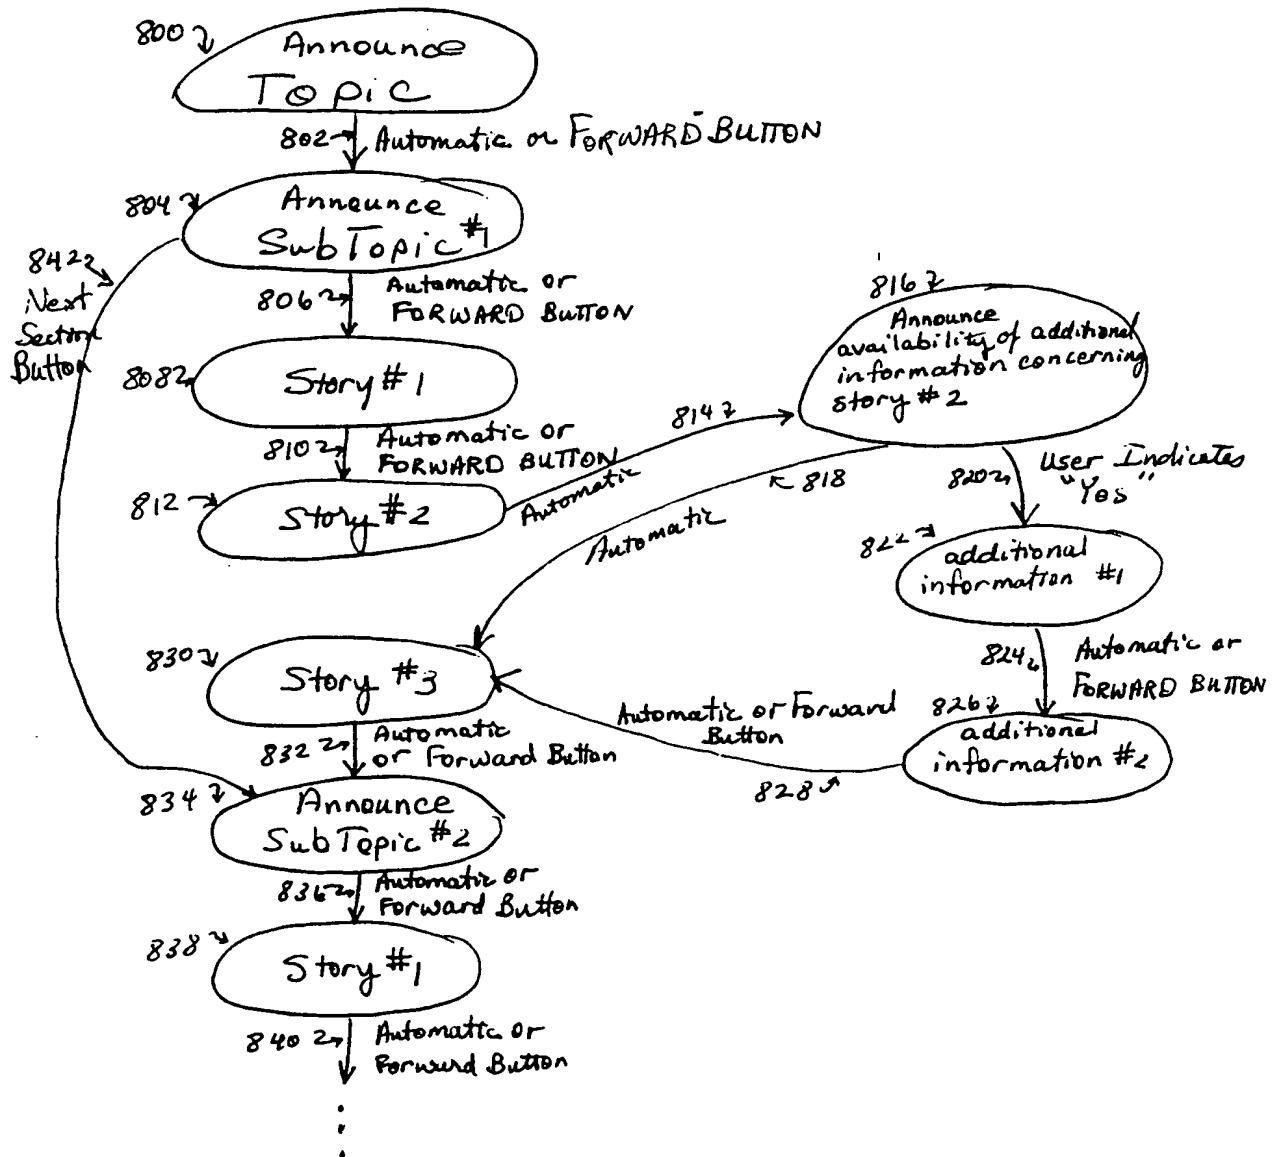 800
Announce
Topic
802
Automatic or FORWARD BUTTON
804
Announce
SubTopic #1
842
Next
Section
Button
806
Automatic or
FORWARD BUTTON
808
Story #1
810
Automatic or
FORWARD BUTTON
812
Story #2
814
Automatic
816
Announce
availability of additional
information concerning
story #2
818
Automatic
820
User Indicates
"Yes"
822
additional
information #1
824
Automatic or
FORWARD BUTTON
826
additional
information #2
Automatic or Forward
Button
828
830
Story #3
832
Automatic
or Forward Button
834
Announce
SubTopic #2
836
Automatic or
Forward Button
838
Story #1
840
Automatic or
Forward Button